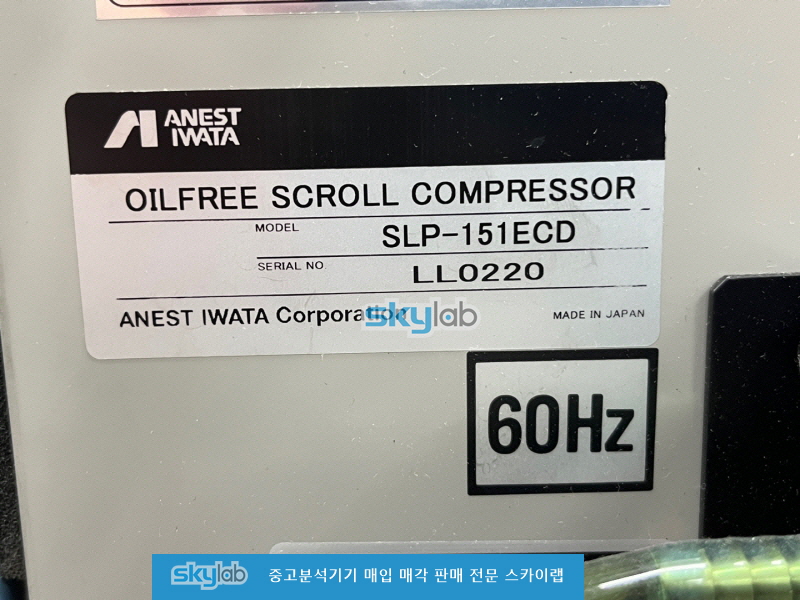 ANEST
IWATA
OILFREE SCROLL COMPRESSOR
MODEL SLP-151ECD
SERIAL NO. LL0220
ANEST IWATA Corporation
skylab
MADE IN JAPAN
60Hz
skylab 중고분석기기 매입 매각 판매 전문 스카이랩